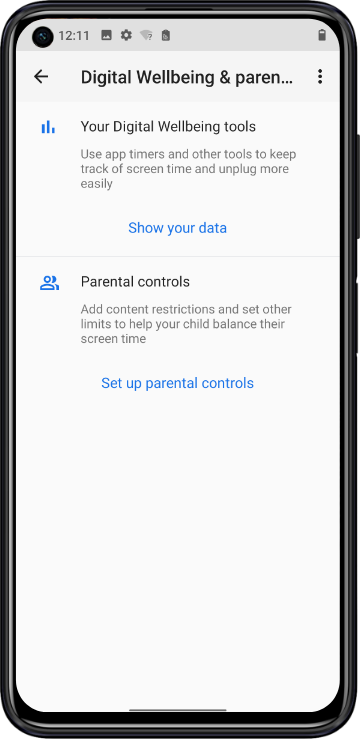 12:11
Digital Wellbeing & paren...
Your Digital Wellbeing tools
Use app timers and other tools to keep
track of screen time and unplug more
easily
Show your data
Parental controls
Add content restrictions and set other
limits to help your child balance their
screen time
Set up parental controls